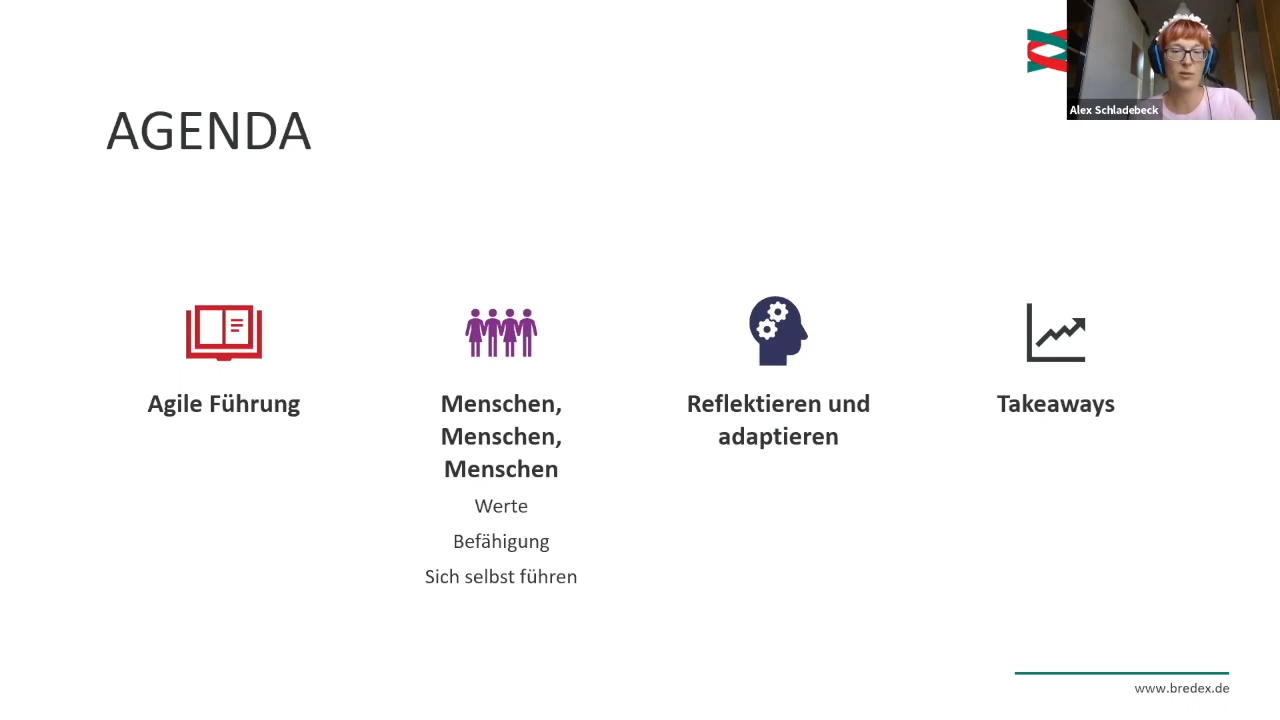 Alex Schladebeck
AGENDA
Agile Führung
Menschen,
Menschen,
Menschen
Werte
Befähigung
Sich selbst führen
Reflektieren und
adaptieren
Takeaways
www.bredex.de